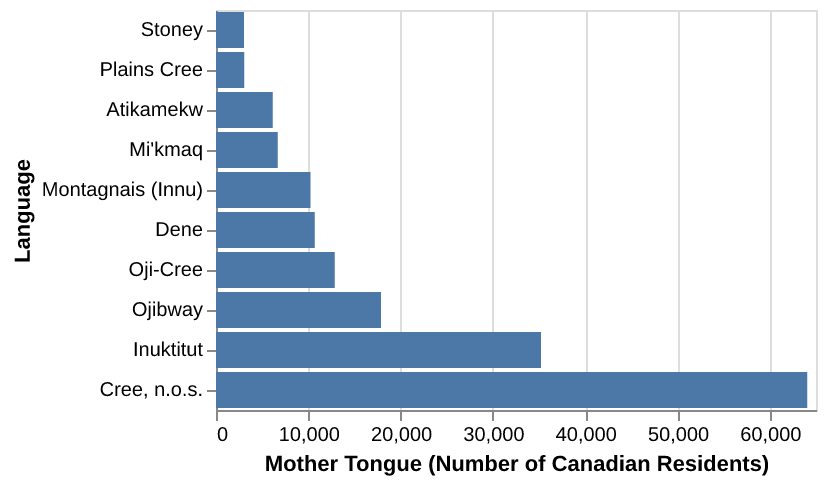 Stoney
Plains Cree
Atikamekw
Mi'kmaq
Montagnais (Innu)
Dene
Oji-Cree
Ojibway
Inuktitut
Cree, n.o.s.
Language
0 10,000 20,000 30,000 40,000 50,000 60,000
Mother Tongue (Number of Canadian Residents)